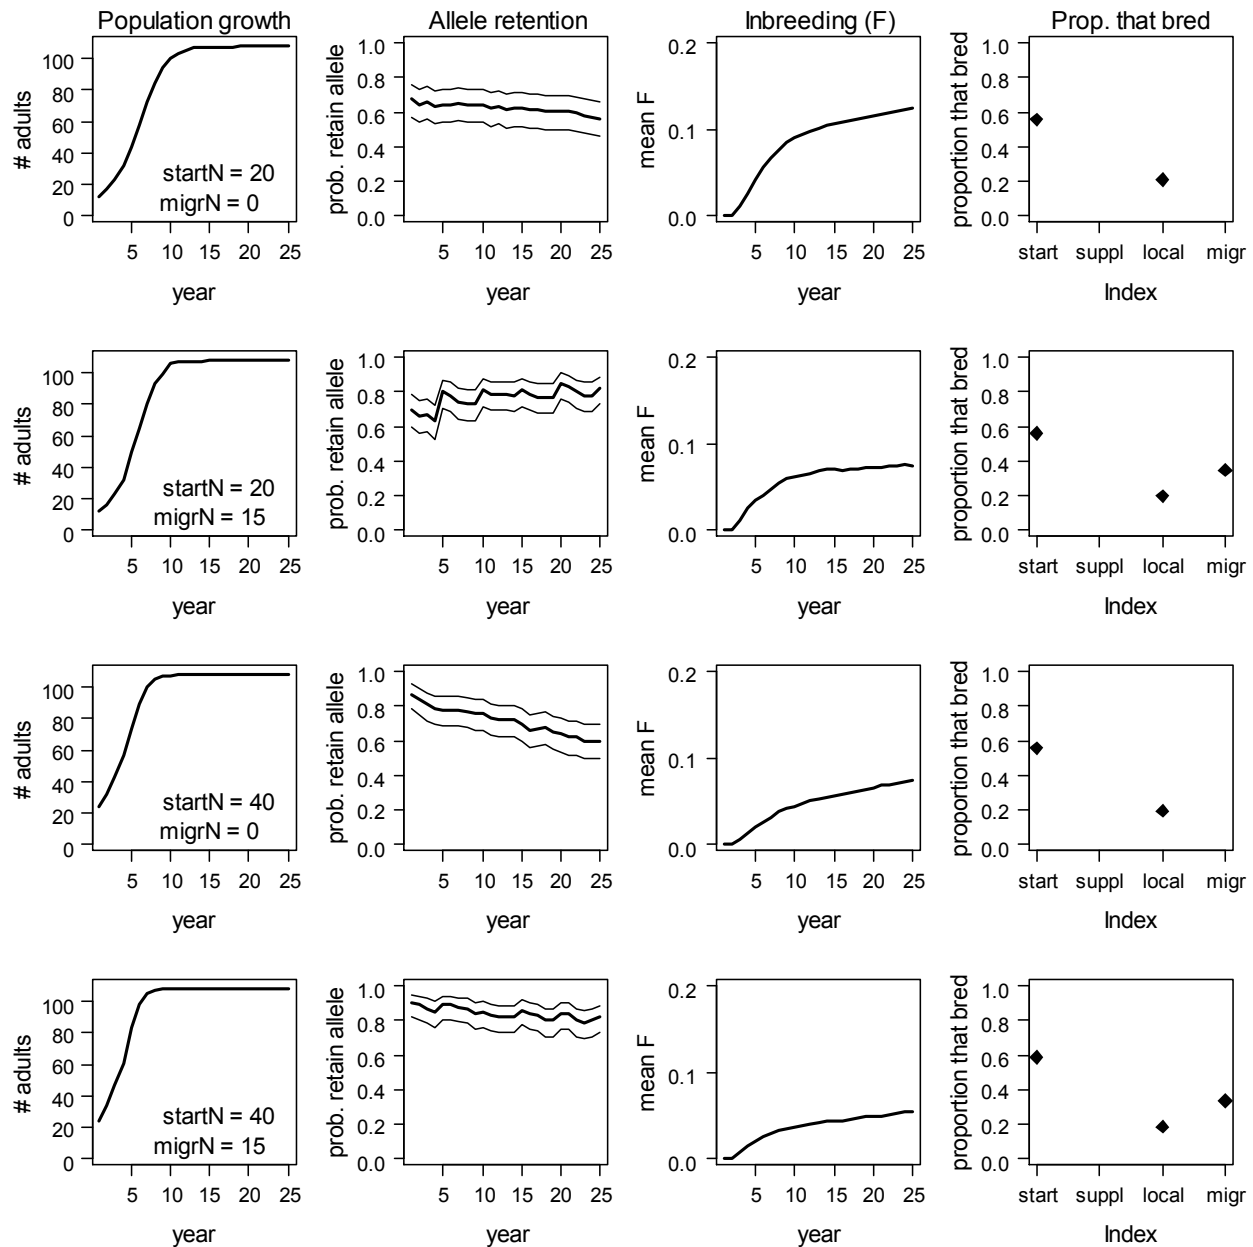 Population growth
Allele retention
Inbreeding (F)
Prop. that bred
# adults
100
80
60
40
20
0
startN = 20
migrN = 0
5 10 15 20 25
year
prob. retain allele
1.0
0.8
0.6
0.4
0.2
0.0
5 10 15 20 25
year
mean F
0.2
0.1
0.0
5 10 15 20 25
year
proportion that bred
1.0
0.8
0.6
0.4
0.2
0.0
start suppl local migr
Index
# adults
100
80
60
40
20
0
startN = 20
migrN = 15
5 10 15 20 25
year
prob. retain allele
1.0
0.8
0.6
0.4
0.2
0.0
5 10 15 20 25
year
mean F
0.2
0.1
0.0
5 10 15 20 25
year
proportion that bred
1.0
0.8
0.6
0.4
0.2
0.0
start suppl local migr
Index
# adults
100
80
60
40
20
0
startN = 40
migrN = 0
5 10 15 20 25
year
prob. retain allele
1.0
0.8
0.6
0.4
0.2
0.0
5 10 15 20 25
year
mean F
0.2
0.1
0.0
5 10 15 20 25
year
proportion that bred
1.0
0.8
0.6
0.4
0.2
0.0
start suppl local migr
Index
# adults
100
80
60
40
20
0
startN = 40
migrN = 15
5 10 15 20 25
year
prob. retain allele
1.0
0.8
0.6
0.4
0.2
0.0
5 10 15 20 25
year
mean F
0.2
0.1
0.0
5 10 15 20 25
year
proportion that bred
1.0
0.8
0.6
0.4
0.2
0.0
start suppl local migr
Index